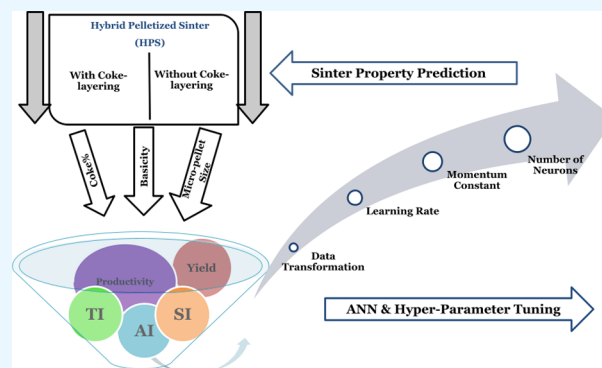 Hybrid Pelletized Sinter
(HPS)
With Coke-
layering
Without Coke-
layering
Sinter Property Prediction
Coke%
Basicity
Micro-pellet
Size
Number of
Neurons
Momentum
Constant
Learning Rate
Data
Transformation
Productivity
Yield
TI
AI
SI
ANN & Hyper-Parameter Tuning